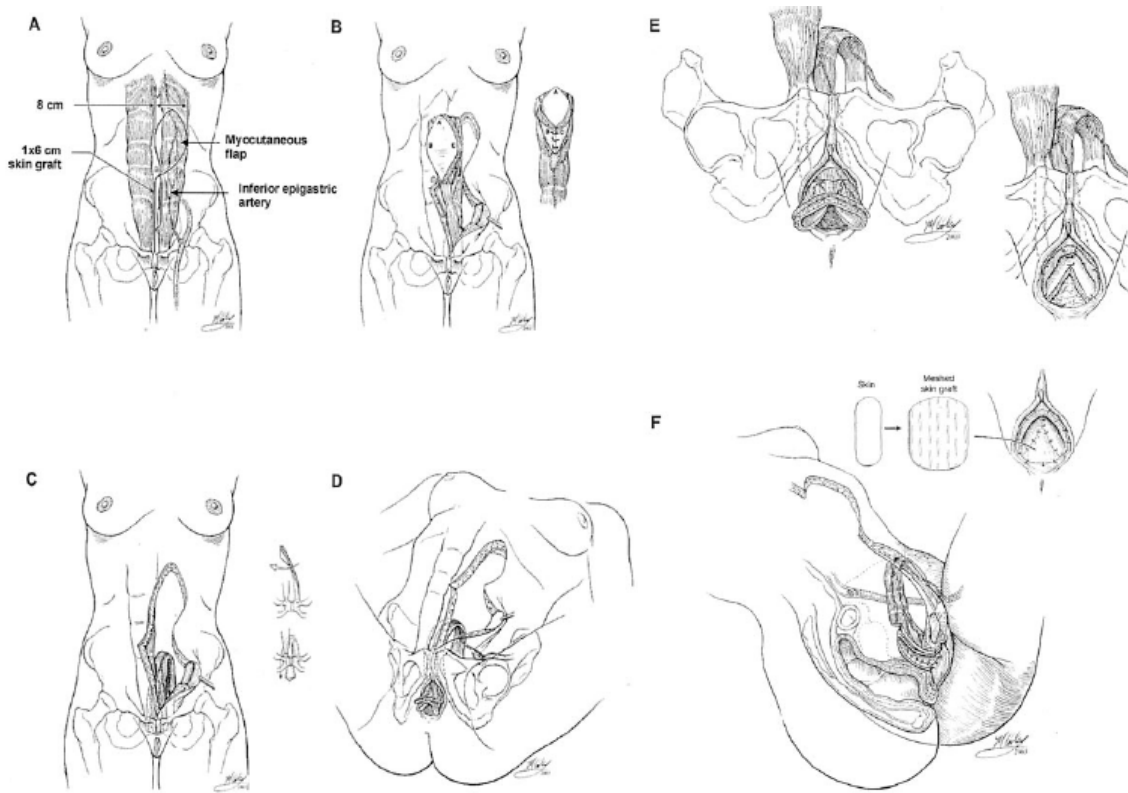 A
8 cm
1x6 cm
skin graft
Myocutaneous
flap
Inferior epigastric
artery
B
A
B
C
A
E
C
D
F
Skin
Meshed
skin graft